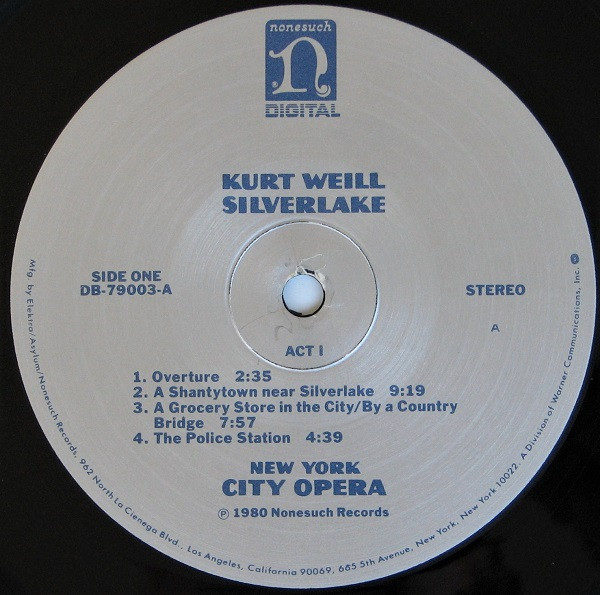 nonesuch
n
DIGITAL
KURT WEILL
SILVERLAKE
SIDE ONE
DB-79003-A
STEREO
A
ACT I
1. Overture 2:35
2. A Shantytown near Silverlake 9:19
3. A Grocery Store in the City/By a Country
Bridge 7:57
4. The Police Station 4:39
NEW YORK
CITY OPERA
Ⓟ 1980 Nonesuch Records
Mfg. by Elektra/Asylum/Nonesuch Records, 962 North La Cienega Blvd., Los Angeles, California 90069, 665 5th Avenue, New York, New York 10022. A Division of Warner Communications, Inc.